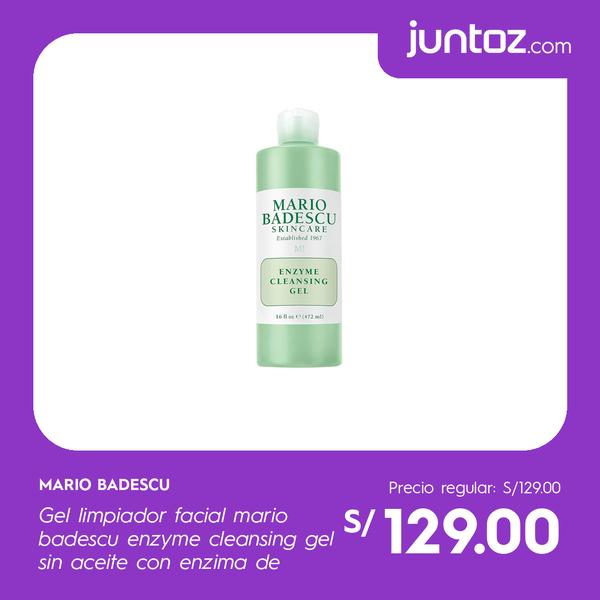 juntoz.com
MARIO
BADESCU
SKINCARE
Established 1967
MB
ENZYME
CLEANSING
GEL
16 fl oz ℮ (472 ml)
MARIO BADESCU
Precio regular: S/129.00
Gel limpiador facial mario
badescu enzyme cleansing gel
sin aceite con enzima de
S/ 129.00